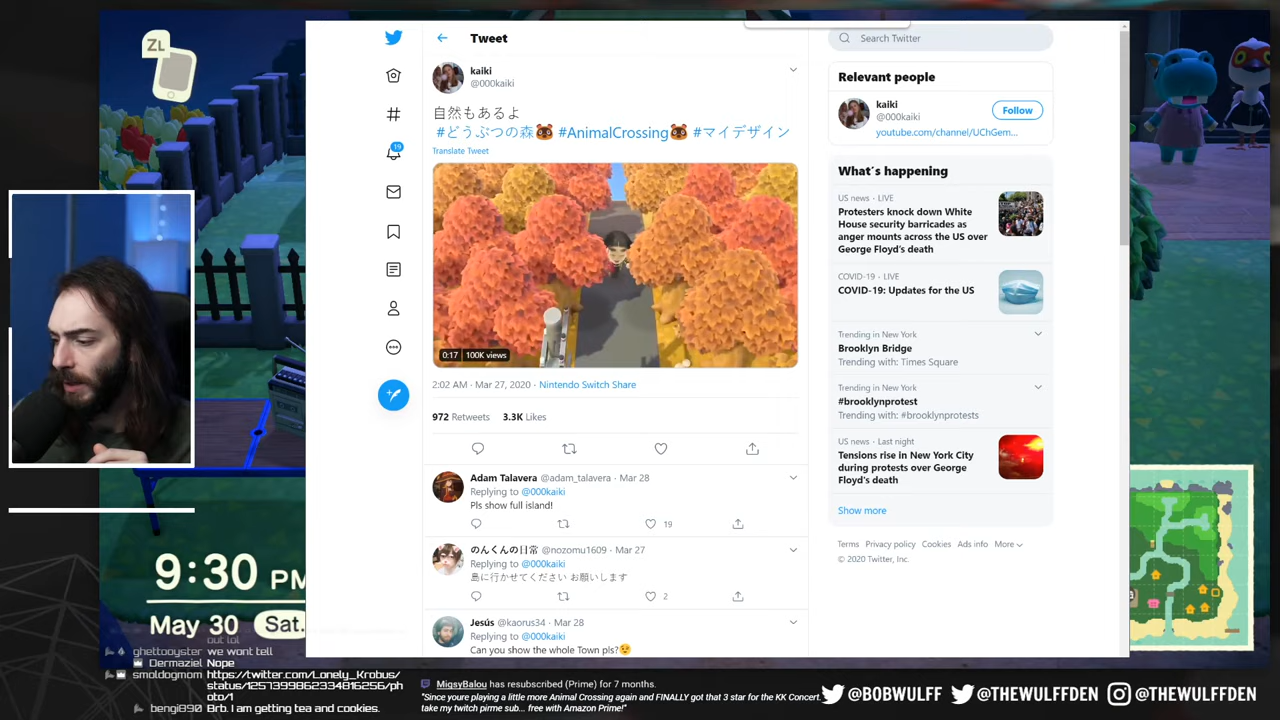 ZL
Tweet
Search Twitter
kaiki
@000kaiki
自然もあるよ
#どうぶつの森 #AnimalCrossing #マイデザイン
Translate Tweet
0:17 100K views
2:02 AM · Mar 27, 2020 · Nintendo Switch Share
972 Retweets 3.3K Likes
Adam Talavera @adam_talavera · Mar 28
Replying to @000kaiki
Pls show full island!
19
のんくんの日常 @nozomu1609 · Mar 27
Replying to @000kaiki
島に行かせてください お願いします
2
Jesús @kaorus34 · Mar 28
Replying to @000kaiki
Can you show the whole Town pls?
19
Relevant people
kaiki
@000kaiki
Follow
youtube.com/channel/UChGem...
What's happening
US news · LIVE
Protesters knock down White
House security barricades as
anger mounts across the US over
George Floyd's death
COVID-19 · LIVE
COVID-19: Updates for the US
Trending in New York
Brooklyn Bridge
Trending with: Times Square
Trending in New York
#brooklynprotest
Trending with: #brooklynprotests
US news · Last night
Tensions rise in New York City
during protests over George
Floyd's death
Show more
Terms Privacy policy Cookies Ads info More
© 2020 Twitter, Inc.
9:30 PM
May 30 Sat.
out lol
ghettooyster we wont tell
Dermaziel Nope
smoldogmom https://twitter.com/Lonely_Krobus/
status/1257399862334816256/ph
oto/1
bengi890 Brb. I am getting tea and cookies.
MigsyBalou has resubscribed (Prime) for 7 months.
"Since youre playing a little more Animal Crossing again and FINALLY got that 3 star for the KK Concert.
take my twitch pirme sub... free with Amazon Prime!"
@BOBWULFF @THEWULFFDEN @THEWULFFDEN